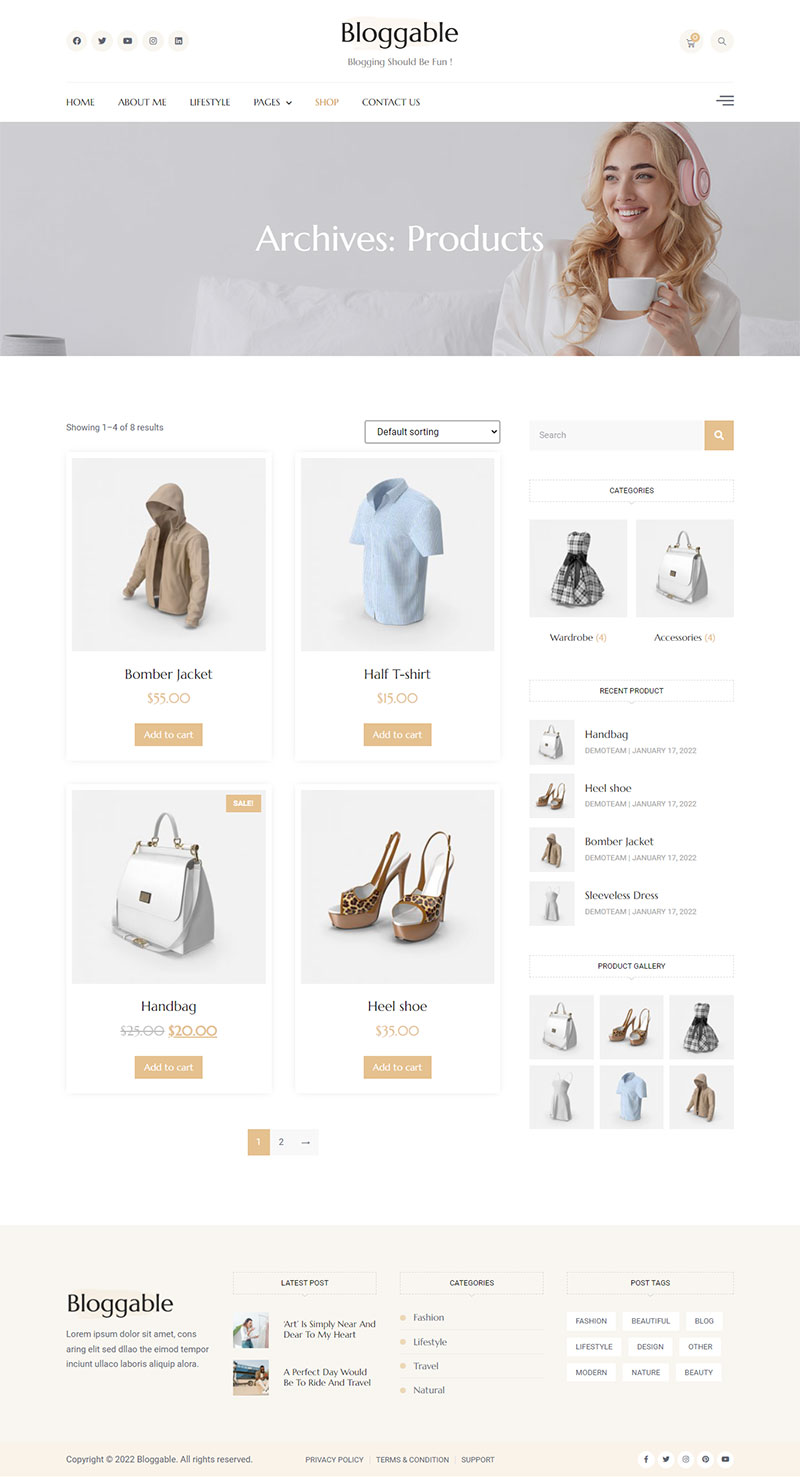 Bloggable
Blogging Should Be Fun !
0
HOME
ABOUT ME
LIFESTYLE
PAGES
SHOP
CONTACT US
Archives: Products
Showing 1–4 of 8 results
Default sorting
Bomber Jacket
$55.00
Add to cart
Half T-shirt
$15.00
Add to cart
SALE!
Handbag
$25.00 $20.00
Add to cart
Heel shoe
$35.00
Add to cart
1
2
→
Search
CATEGORIES
Wardrobe (4)
Accessories (4)
RECENT PRODUCT
Handbag
DEMOTEAM | JANUARY 17, 2022
Heel shoe
DEMOTEAM | JANUARY 17, 2022
Bomber Jacket
DEMOTEAM | JANUARY 17, 2022
Sleeveless Dress
DEMOTEAM | JANUARY 17, 2022
PRODUCT GALLERY
Bloggable
Lorem ipsum dolor sit amet, cons
aring elit sed dllao the eimod tempor
inciunt ullaco laboris aliquip alora.
LATEST POST
'Art' Is Simply Near And
Dear To My Heart
A Perfect Day Would
Be To Ride And Travel
CATEGORIES
Fashion
Lifestyle
Travel
Natural
POST TAGS
FASHION
BEAUTIFUL
BLOG
LIFESTYLE
DESIGN
OTHER
MODERN
NATURE
BEAUTY
Copyright © 2022 Bloggable. All rights reserved.
PRIVACY POLICY
TERMS & CONDITION
SUPPORT